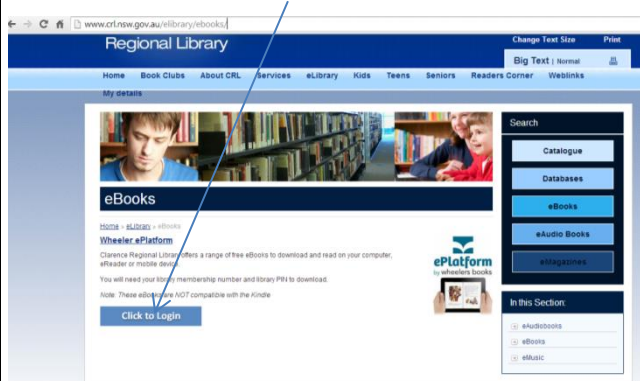 www.crl.nsw.gov.au/elibrary/ebooks/
Regional Library
Change Text Size Print
Big Text | Normal
Home Book Clubs About CRL Services eLibrary Kids Teens Seniors Readers Corner Weblinks
My details
eBooks
Home » eLibrary » eBooks
Wheeler ePlatform
Clarence Regional Library offers a range of free eBooks to download and read on your computer,
eReader or mobile device.
You will need your library membership number and library PIN to download.
Note: These eBooks are NOT compatible with the Kindle
Click to Login
ePlatform
by wheelers books
Search
Catalogue
Databases
eBooks
eAudio Books
eMagazines
In this Section:
eAudiobooks
eBooks
eMusic